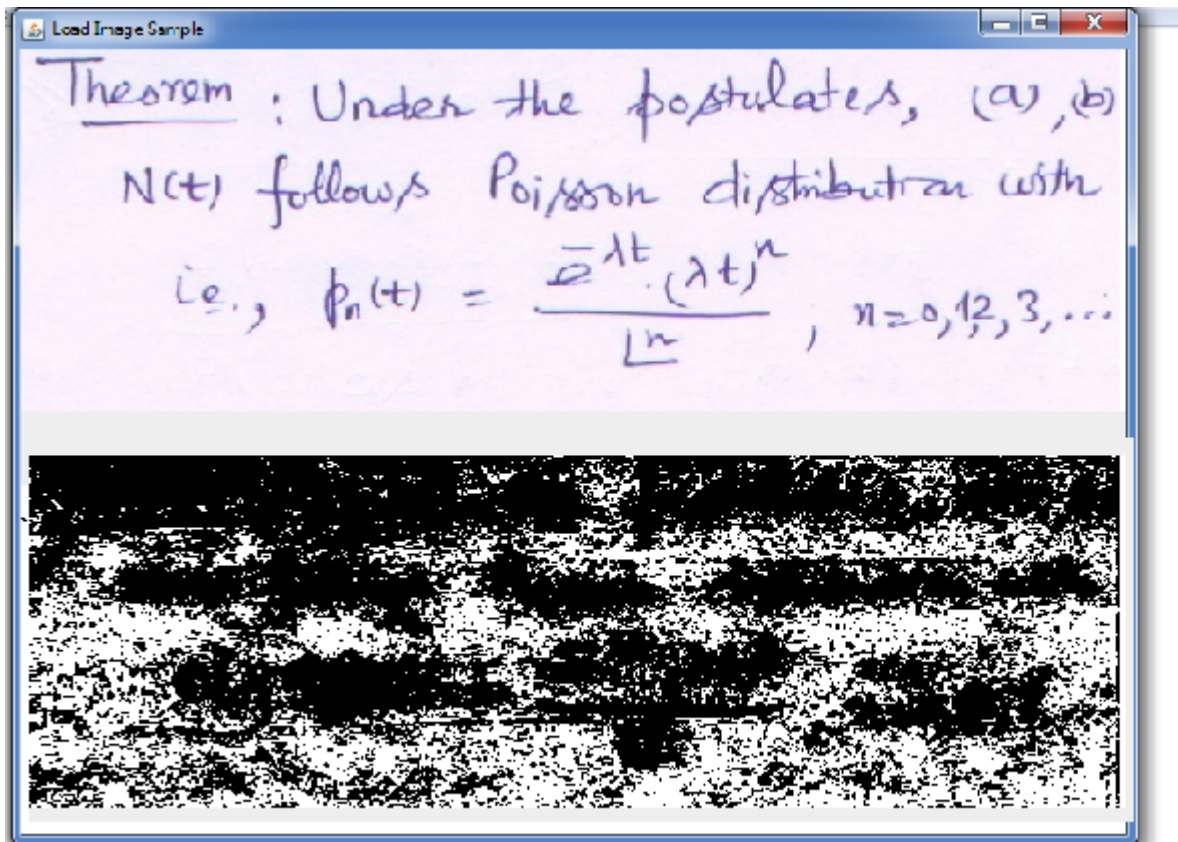 Load Image Sample
Theorem : Under the postulates, (a), (b)
N(t) follows Poisson distribution with
i.e., pₙ(t) = e^{-λt}.(λt)ⁿ / |n , n=0,1,2,3,...